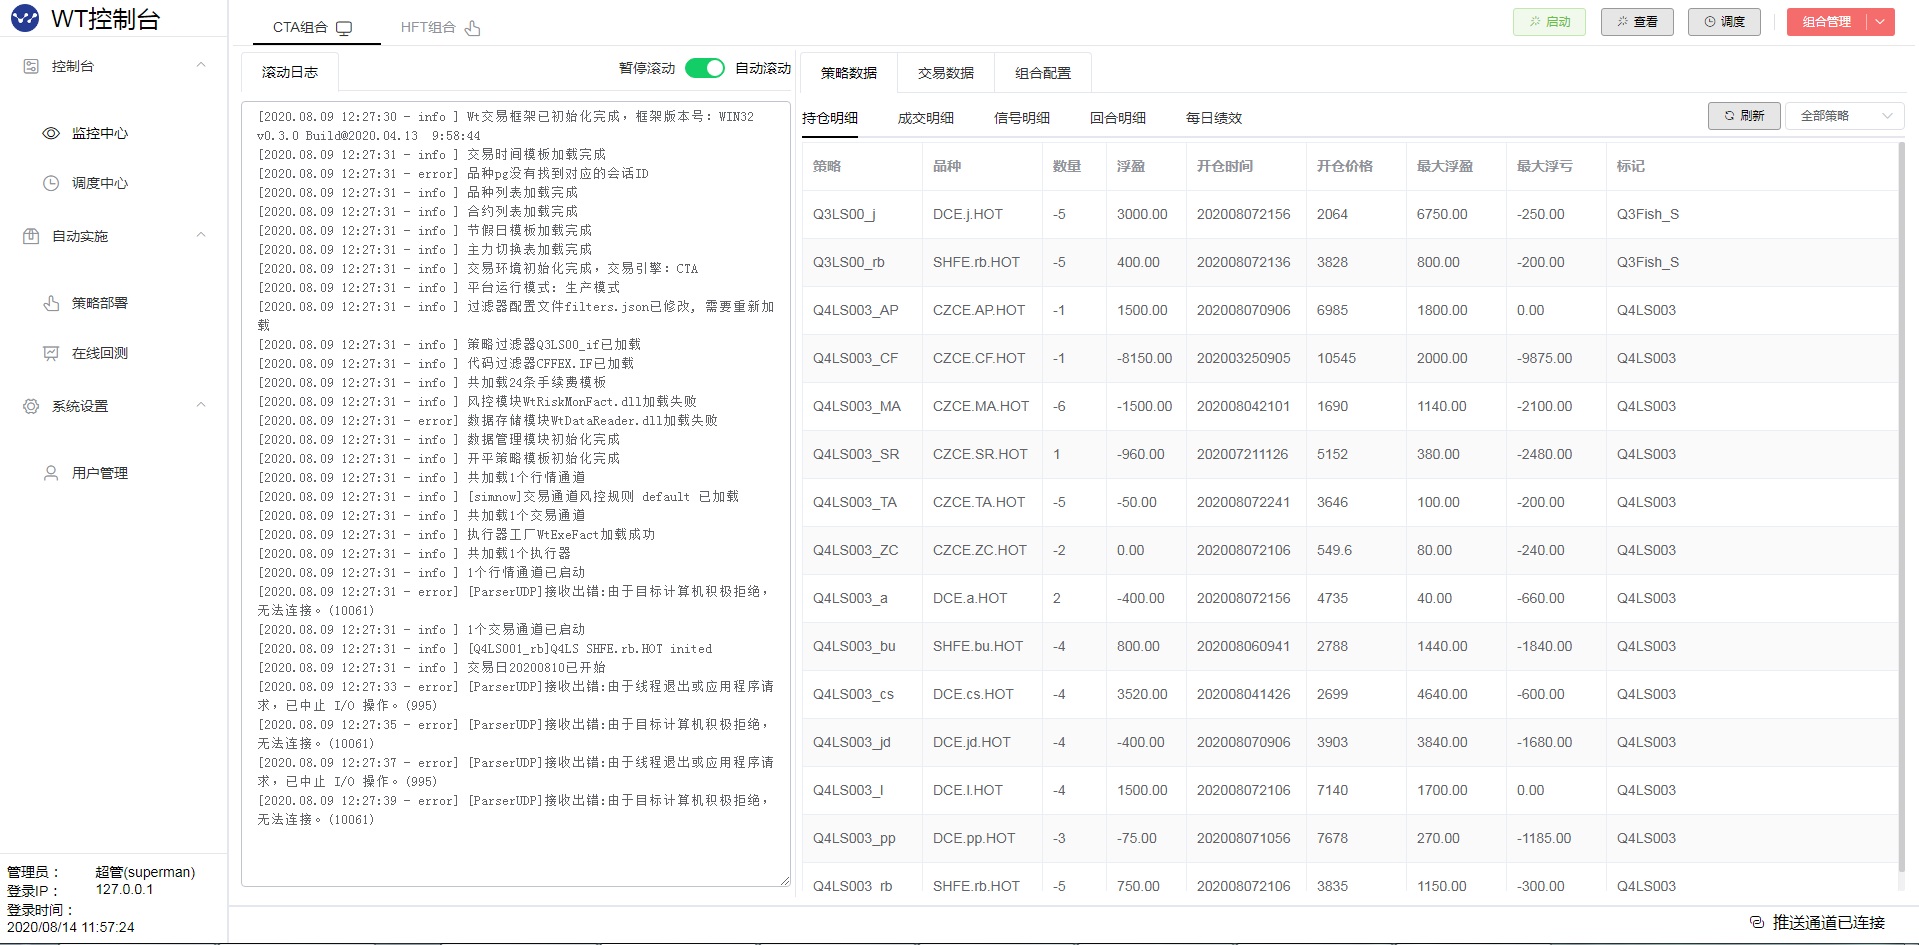 WT控制台
控制台
监控中心
调度中心
自动实施
策略部署
在线回测
系统设置
用户管理
管理员： 超管(superman)
登录IP： 127.0.0.1
登录时间：
2020/08/14 11:57:24
CTA组合 HFT组合
启动 查看 调度 组合管理
滚动日志 暂停滚动 自动滚动
[2020.08.09 12:27:30 - info ] Wt交易框架已初始化完成，框架版本号：WIN32
v0.3.0 Build@2020.04.13  9:58:44
[2020.08.09 12:27:31 - info ] 交易时间模板加载完成
[2020.08.09 12:27:31 - error] 品种pg没有找到对应的会话ID
[2020.08.09 12:27:31 - info ] 品种列表加载完成
[2020.08.09 12:27:31 - info ] 合约列表加载完成
[2020.08.09 12:27:31 - info ] 节假日模板加载完成
[2020.08.09 12:27:31 - info ] 主力切换表加载完成
[2020.08.09 12:27:31 - info ] 交易环境初始化完成，交易引擎：CTA
[2020.08.09 12:27:31 - info ] 平台运行模式: 生产模式
[2020.08.09 12:27:31 - info ] 过滤器配置文件filters.json已修改, 需要重新加
载
[2020.08.09 12:27:31 - info ] 策略过滤器Q3LS00_if已加载
[2020.08.09 12:27:31 - info ] 代码过滤器CFFEX.IF已加载
[2020.08.09 12:27:31 - info ] 共加载24条手续费模板
[2020.08.09 12:27:31 - info ] 风控模块WtRiskMonFact.dll加载失败
[2020.08.09 12:27:31 - error] 数据存储模块WtDataReader.dll加载失败
[2020.08.09 12:27:31 - info ] 数据管理模块初始化完成
[2020.08.09 12:27:31 - info ] 开平策略模板初始化完成
[2020.08.09 12:27:31 - info ] 共加载1个行情通道
[2020.08.09 12:27:31 - info ] [simnow]交易通道风控规则 default 已加载
[2020.08.09 12:27:31 - info ] 共加载1个交易通道
[2020.08.09 12:27:31 - info ] 执行器工厂WtExeFact加载成功
[2020.08.09 12:27:31 - info ] 共加载1个执行器
[2020.08.09 12:27:31 - info ] 1个行情通道已启动
[2020.08.09 12:27:31 - error] [ParserUDP]接收出错:由于目标计算机积极拒绝，
无法连接。(10061)
[2020.08.09 12:27:31 - info ] 1个交易通道已启动
[2020.08.09 12:27:31 - info ] [Q4LS001_rb]Q4LS SHFE.rb.HOT inited
[2020.08.09 12:27:31 - info ] 交易日20200810已开始
[2020.08.09 12:27:33 - error] [ParserUDP]接收出错:由于线程退出或应用程序请
求，已中止 I/O 操作。(995)
[2020.08.09 12:27:35 - error] [ParserUDP]接收出错:由于目标计算机积极拒绝，
无法连接。(10061)
[2020.08.09 12:27:37 - error] [ParserUDP]接收出错:由于线程退出或应用程序请
求，已中止 I/O 操作。(995)
[2020.08.09 12:27:39 - error] [ParserUDP]接收出错:由于目标计算机积极拒绝，
无法连接。(10061)
策略数据 交易数据 组合配置
持仓明细 成交明细 信号明细 回合明细 每日绩效 刷新 全部策略
策略 品种 数量 浮盈 开仓时间 开仓价格 最大浮盈 最大浮亏 标记
Q3LS00_j DCE.j.HOT -5 3000.00 202008072156 2064 6750.00 -250.00 Q3Fish_S
Q3LS00_rb SHFE.rb.HOT -5 400.00 202008072136 3828 800.00 -200.00 Q3Fish_S
Q4LS003_AP CZCE.AP.HOT -1 1500.00 202008070906 6985 1800.00 0.00 Q4LS003
Q4LS003_CF CZCE.CF.HOT -1 -8150.00 202003250905 10545 2000.00 -9875.00 Q4LS003
Q4LS003_MA CZCE.MA.HOT -6 -1500.00 202008042101 1690 1140.00 -2100.00 Q4LS003
Q4LS003_SR CZCE.SR.HOT 1 -960.00 202007211126 5152 380.00 -2480.00 Q4LS003
Q4LS003_TA CZCE.TA.HOT -5 -50.00 202008072241 3646 100.00 -200.00 Q4LS003
Q4LS003_ZC CZCE.ZC.HOT -2 0.00 202008072106 549.6 80.00 -240.00 Q4LS003
Q4LS003_a DCE.a.HOT 2 -400.00 202008072156 4735 40.00 -660.00 Q4LS003
Q4LS003_bu SHFE.bu.HOT -4 800.00 202008060941 2788 1440.00 -1840.00 Q4LS003
Q4LS003_cs DCE.cs.HOT -4 3520.00 202008041426 2699 4640.00 -600.00 Q4LS003
Q4LS003_jd DCE.jd.HOT -4 -400.00 202008070906 3903 3840.00 -1680.00 Q4LS003
Q4LS003_l DCE.l.HOT -4 1500.00 202008072106 7140 1700.00 0.00 Q4LS003
Q4LS003_pp DCE.pp.HOT -3 -75.00 202008071056 7678 270.00 -1185.00 Q4LS003
Q4LS003_rb SHFE.rb.HOT -5 750.00 202008072106 3835 1150.00 -300.00 Q4LS003
推送通道已连接